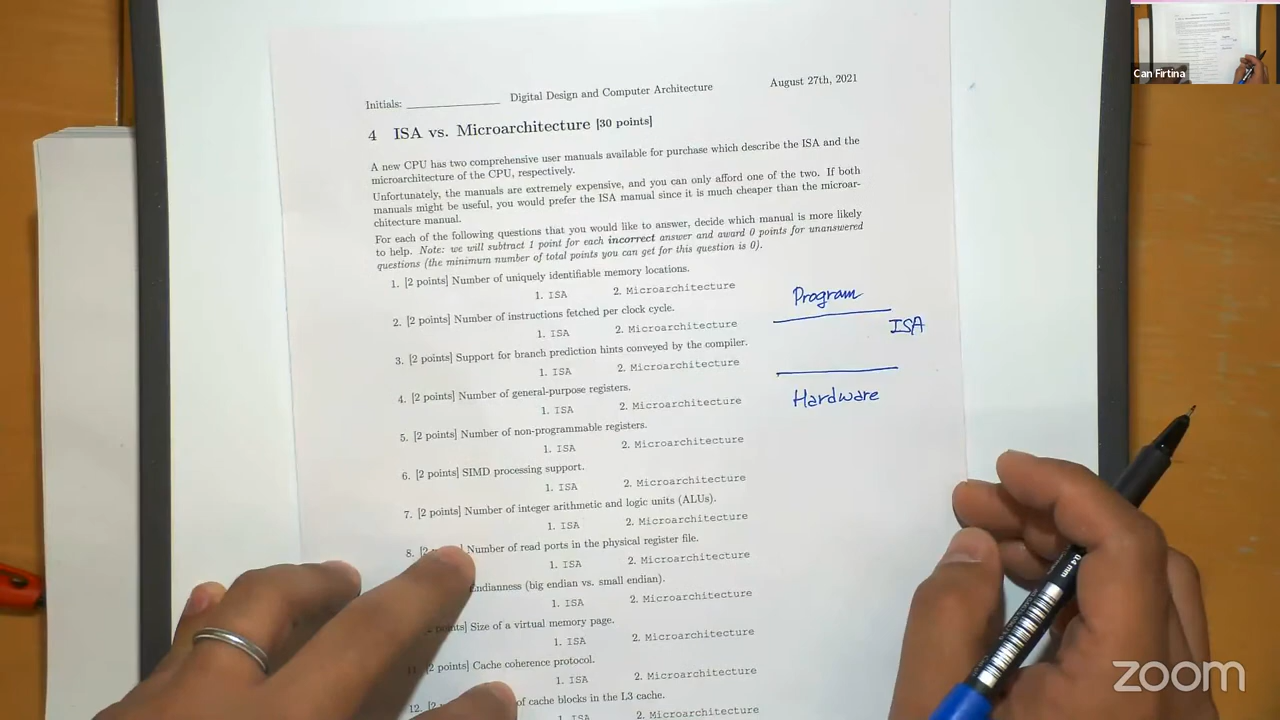 Can Firtina
Initials: ____________ Digital Design and Computer Architecture August 27th, 2021
4 ISA vs. Microarchitecture [30 points]
A new CPU has two comprehensive user manuals available for purchase which describe the ISA and the
microarchitecture of the CPU, respectively.
Unfortunately, the manuals are extremely expensive, and you can only afford one of the two. If both
manuals might be useful, you would prefer the ISA manual since it is much cheaper than the microar-
chitecture manual.
For each of the following questions that you would like to answer, decide which manual is more likely
to help. Note: we will subtract 1 point for each incorrect answer and award 0 points for unanswered
questions (the minimum number of total points you can get for this question is 0).
1. [2 points] Number of uniquely identifiable memory locations.
1. ISA 2. Microarchitecture
2. [2 points] Number of instructions fetched per clock cycle.
1. ISA 2. Microarchitecture
3. [2 points] Support for branch prediction hints conveyed by the compiler.
1. ISA 2. Microarchitecture
4. [2 points] Number of general-purpose registers.
1. ISA 2. Microarchitecture
5. [2 points] Number of non-programmable registers.
1. ISA 2. Microarchitecture
6. [2 points] SIMD processing support.
1. ISA 2. Microarchitecture
7. [2 points] Number of integer arithmetic and logic units (ALUs).
1. ISA 2. Microarchitecture
8. [2 Number of read ports in the physical register file.
1. ISA 2. Microarchitecture
Endianness (big endian vs. small endian).
1. ISA 2. Microarchitecture
points] Size of a virtual memory page.
1. ISA 2. Microarchitecture
[2 points] Cache coherence protocol.
1. ISA 2. Microarchitecture
12. [2 of cache blocks in the L3 cache.
1. ISA 2. Microarchitecture
Program
ISA
Hardware
0.4 mm
zoom